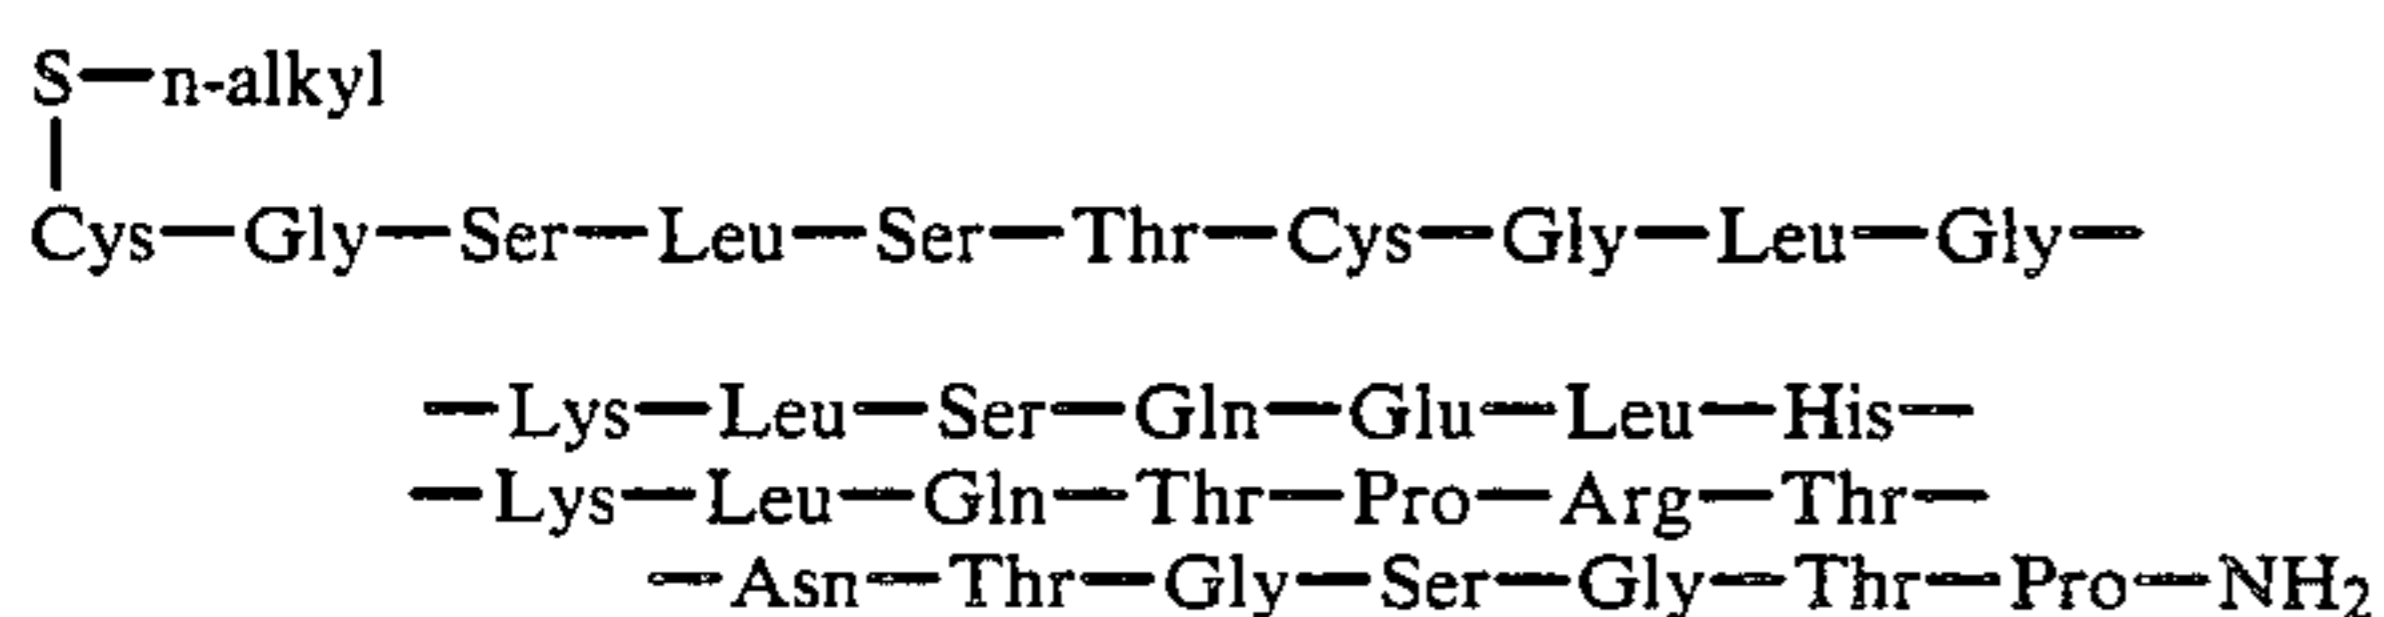 S—n-alkyl
Cys—Gly—Ser—Leu—Ser—Thr—Cys—Gly—Leu—Gly—
—Lys—Leu—Ser—Gln—Glu—Leu—His—
—Lys—Leu—Gln—Thr—Pro—Arg—Thr—
—Asn—Thr—Gly—Ser—Gly—Thr—Pro—NH₂